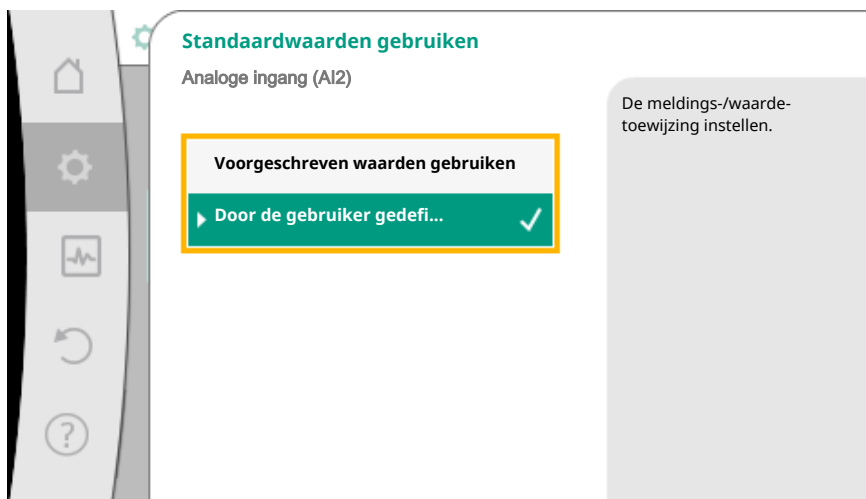 Standaardwaarden gebruiken
Analoge ingang (AI2)
Voorgeschreven waarden gebruiken
Door de gebruiker gedefi...
De meldings-/waarde-
toewijzing instellen.
?